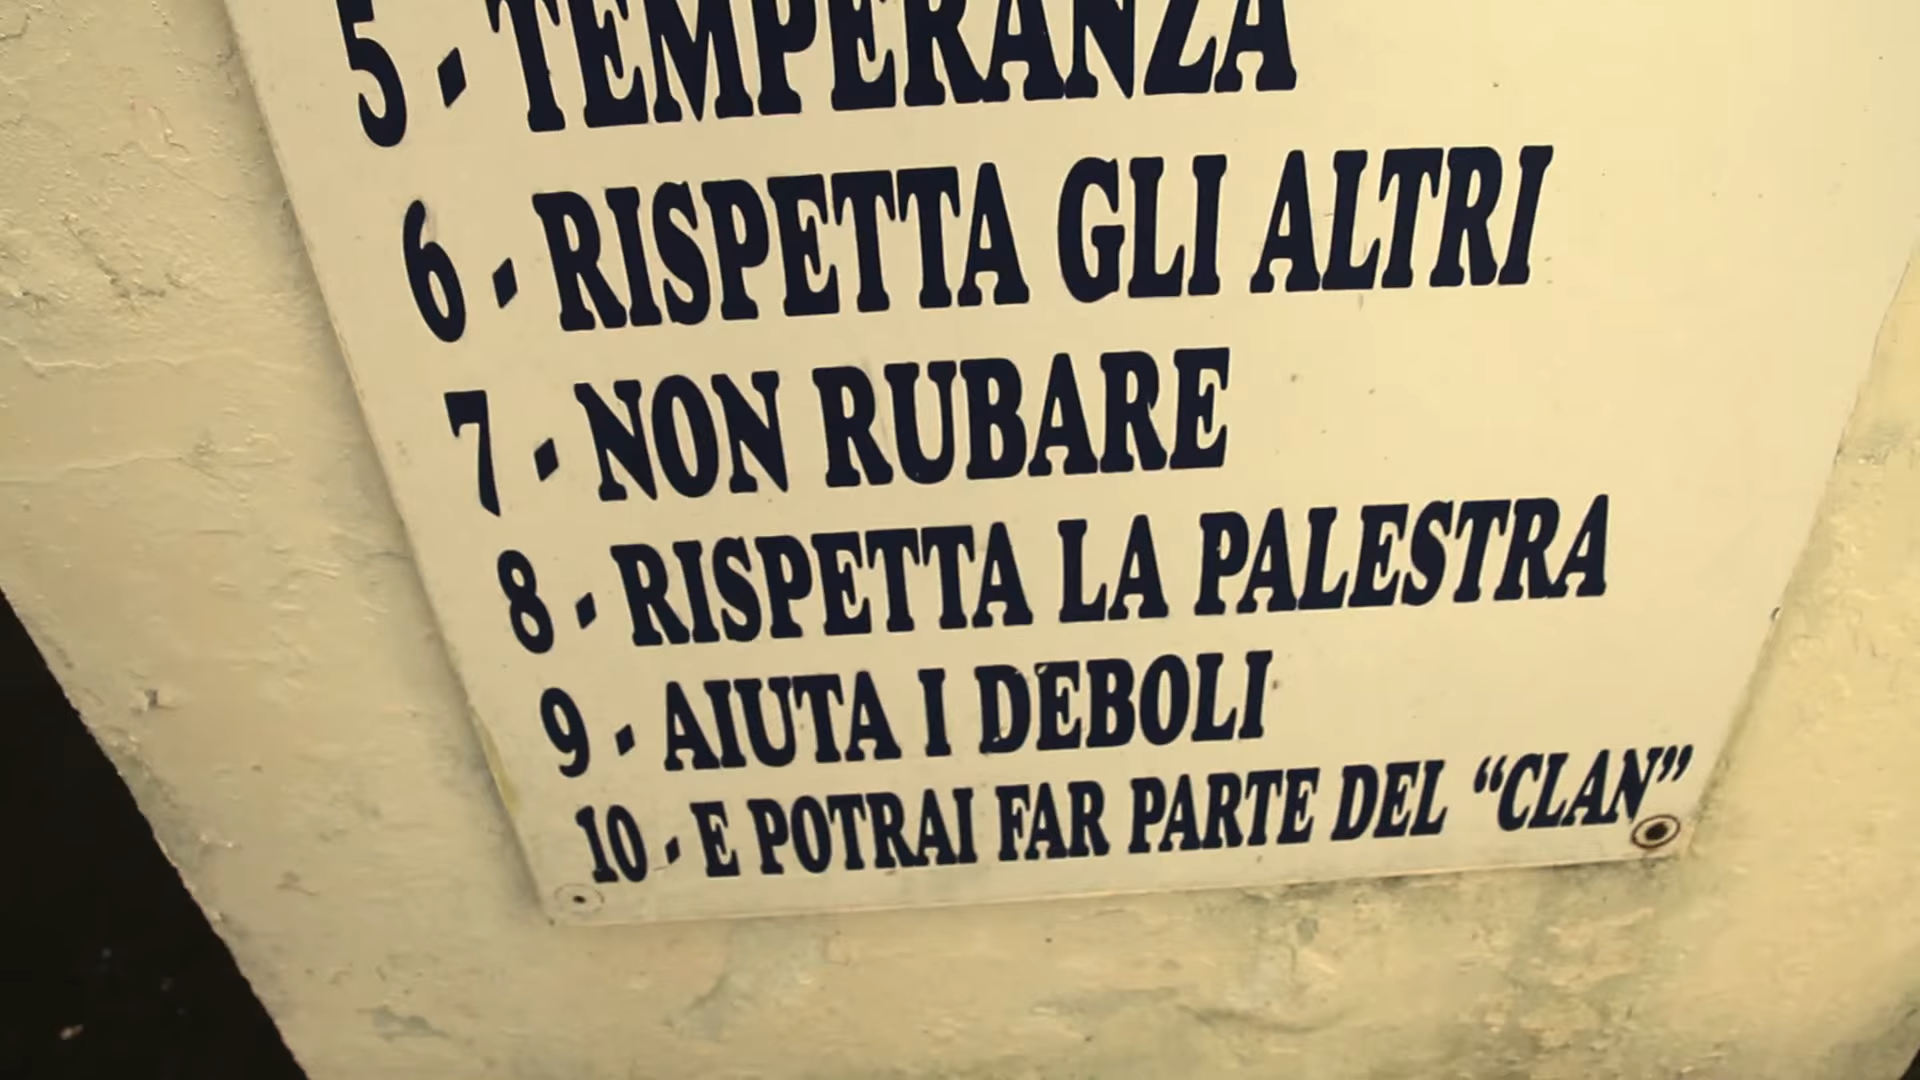 5 - TEMPERANZA
6 - RISPETTA GLI ALTRI
7 - NON RUBARE
8 - RISPETTA LA PALESTRA
9 - AIUTA I DEBOLI
10 - E POTRAI FAR PARTE DEL “CLAN”